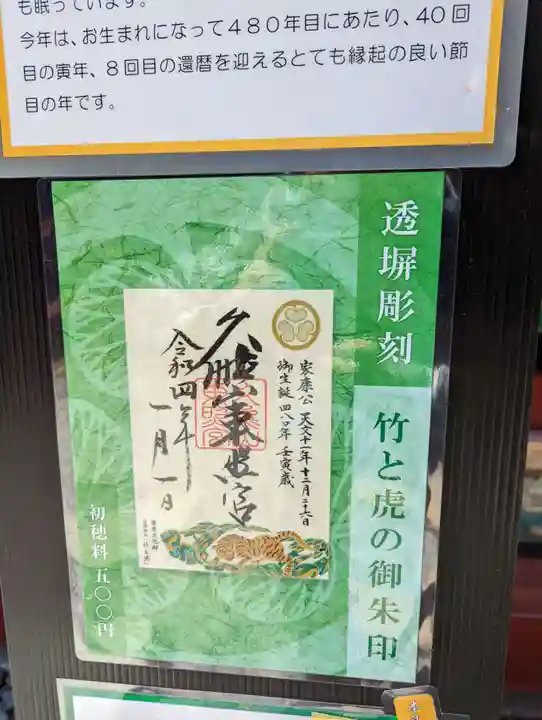 も眠っています。
今年は、お生まれになって４８０年目にあたり、40回
目の寅年、8回目の還暦を迎えるとても縁起の良い節
目の年です。
透塀彫刻
竹と虎の御朱印
家康公 天文十一年十二月二十六日
御生誕 四八〇年 壬寅歳
久能山東照宮
令和四年
一月一日
初穂料 五〇〇円